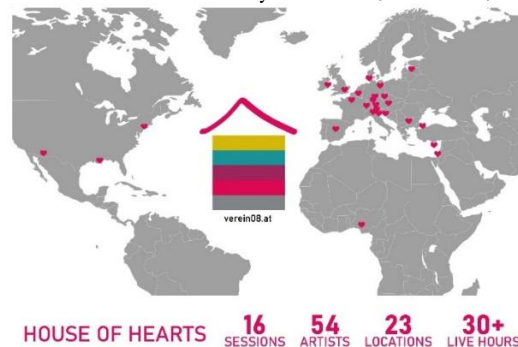 verein08.at
HOUSE OF HEARTS
16 SESSIONS
54 ARTISTS
23 LOCATIONS
30+ LIVE HOURS